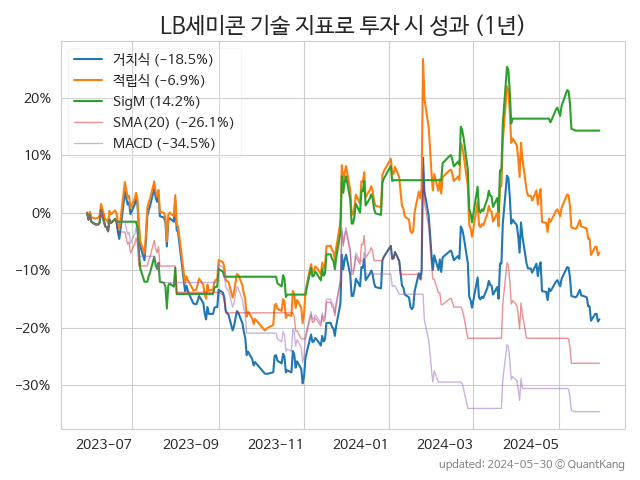 LB세미콘 기술 지표로 투자 시 성과 (1년)
거치식 (−18.5%)
적립식 (−6.9%)
SigM (14.2%)
SMA(20) (−26.1%)
MACD (−34.5%)
20%
10%
0%
−10%
−20%
−30%
2023-07 2023-09 2023-11 2024-01 2024-03 2024-05
updated: 2024-05-30 © QuantKang